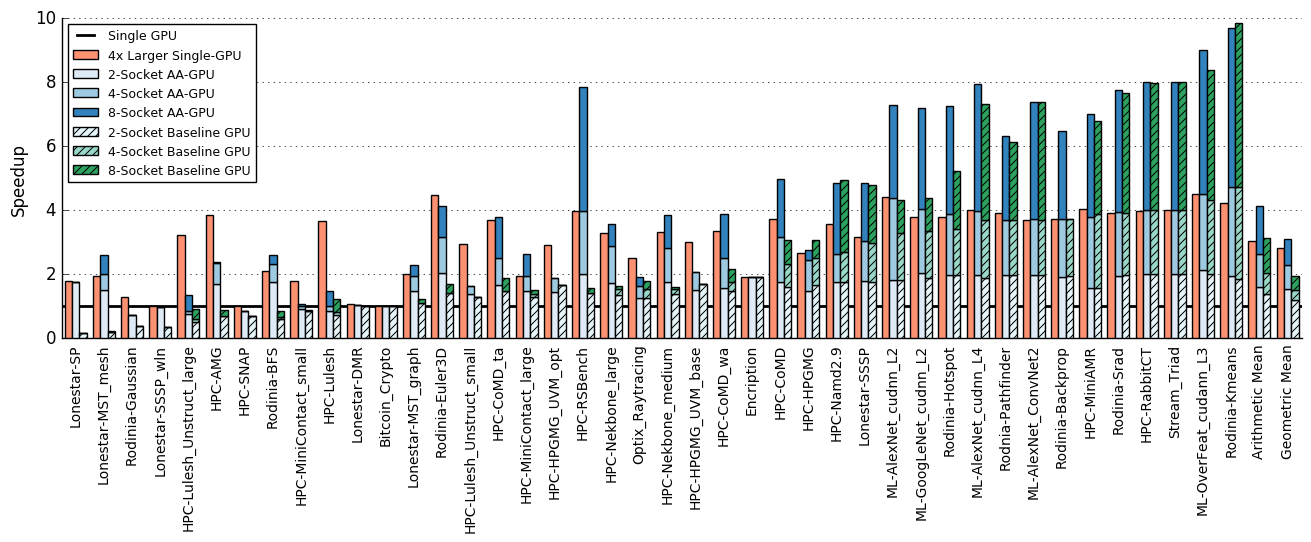 10
8
6
4
2
0
Speedup
Single GPU
4x Larger Single-GPU
2-Socket AA-GPU
4-Socket AA-GPU
8-Socket AA-GPU
2-Socket Baseline GPU
4-Socket Baseline GPU
8-Socket Baseline GPU
Lonestar-SP
Lonestar-MST_mesh
Rodinia-Gaussian
Lonestar-SSSP_wln
HPC-Lulesh_Unstruct_large
HPC-AMG
HPC-SNAP
Rodinia-BFS
HPC-MiniContact_small
HPC-Lulesh
Lonestar-DMR
Bitcoin_Crypto
Lonestar-MST_graph
Rodinia-Euler3D
HPC-Lulesh_Unstruct_small
HPC-CoMD_ta
HPC-MiniContact_large
HPC-HPGMG_UVM_opt
HPC-RSBench
HPC-Nekbone_large
Optix_Raytracing
HPC-Nekbone_medium
HPC-HPGMG_UVM_base
HPC-CoMD_wa
Encription
HPC-CoMD
HPC-HPGMG
HPC-Namd2.9
Lonestar-SSSP
ML-AlexNet_cudnn_L2
ML-GoogLeNet_cudnn_L2
Rodinia-Hotspot
ML-AlexNet_cudnn_L4
Rodnia-Pathfinder
ML-AlexNet_ConvNet2
Rodinia-Backprop
HPC-MiniAMR
Rodinia-Srad
HPC-RabbitCT
Stream_Triad
ML-OverFeat_cudann_L3
Rodinia-Kmeans
Arithmetic Mean
Geometric Mean